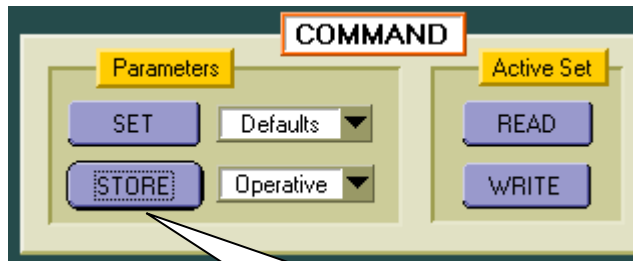 COMMAND
Parameters
Active Set
SET
Defaults
READ
STORE
Operative
WRITE